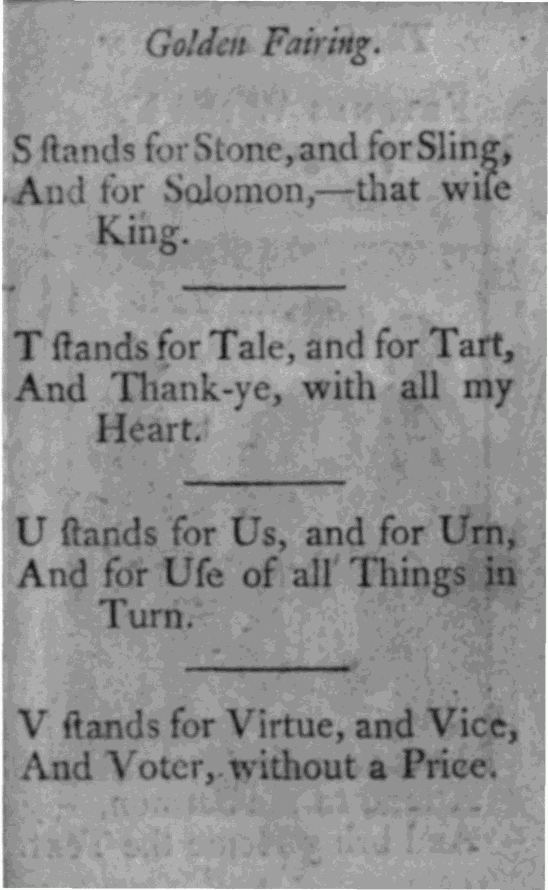 Golden Fairing.
S ſtands for Stone, and for Sling,
And for Solomon,—that wiſe
King.
T ſtands for Tale, and for Tart,
And Thank-ye, with all my
Heart.
U ſtands for Us, and for Urn,
And for Uſe of all Things in
Turn.
V ſtands for Virtue, and Vice,
And Voter, without a Price.